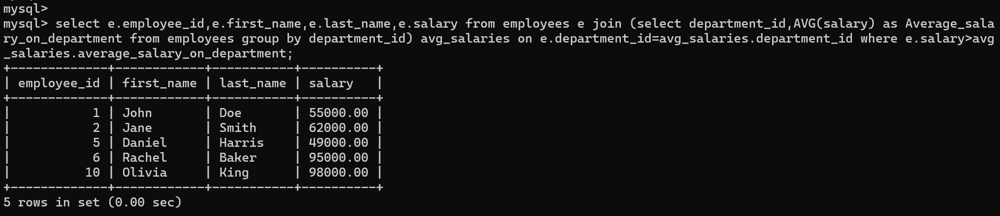 mysql>
mysql> select e.employee_id,e.first_name,e.last_name,e.salary from employees e join (select department_id,AVG(salary) as Average_sala
ry_on_department from employees group by department_id) avg_salaries on e.department_id=avg_salaries.department_id where e.salary>avg
_salaries.average_salary_on_department;
+-------------+------------+-----------+----------+
| employee_id | first_name | last_name | salary   |
+-------------+------------+-----------+----------+
|           1 | John       | Doe       | 55000.00 |
|           2 | Jane       | Smith     | 62000.00 |
|           5 | Daniel     | Harris    | 49000.00 |
|           6 | Rachel     | Baker     | 95000.00 |
|          10 | Olivia     | King      | 98000.00 |
+-------------+------------+-----------+----------+
5 rows in set (0.00 sec)